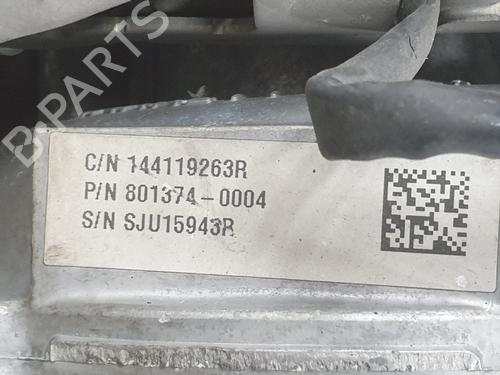 B-PARTS
C/N 144119263R
P/N 801374-0004
S/N SJU15943R